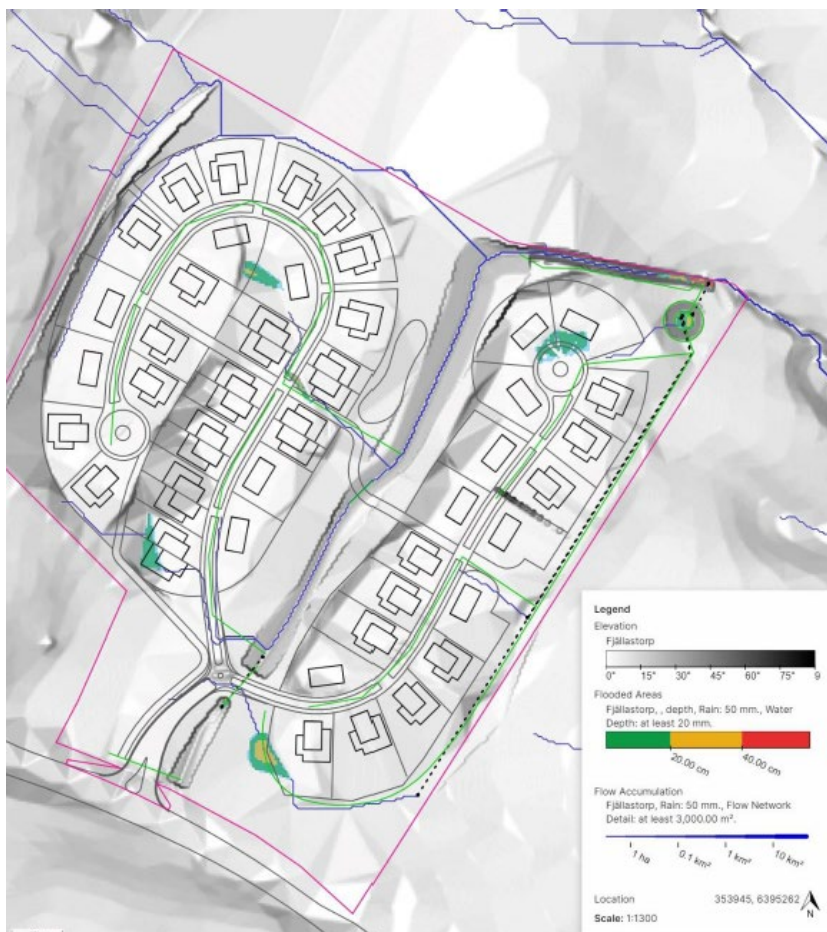 Legend
Elevation
Fjällastorp
0° 15° 30° 45° 60° 75° 9
Flooded Areas
Fjällastorp, , depth, Rain: 50 mm., Water
Depth: at least 20 mm.
20.00 cm 40.00 cm
Flow Accumulation
Fjällastorp, Rain: 50 mm., Flow Network
Detail: at least 3,000.00 m².
1 ha 0.1 km² 1 km² 10 km²
Location 353945, 6395262
N
Scale: 1:1300